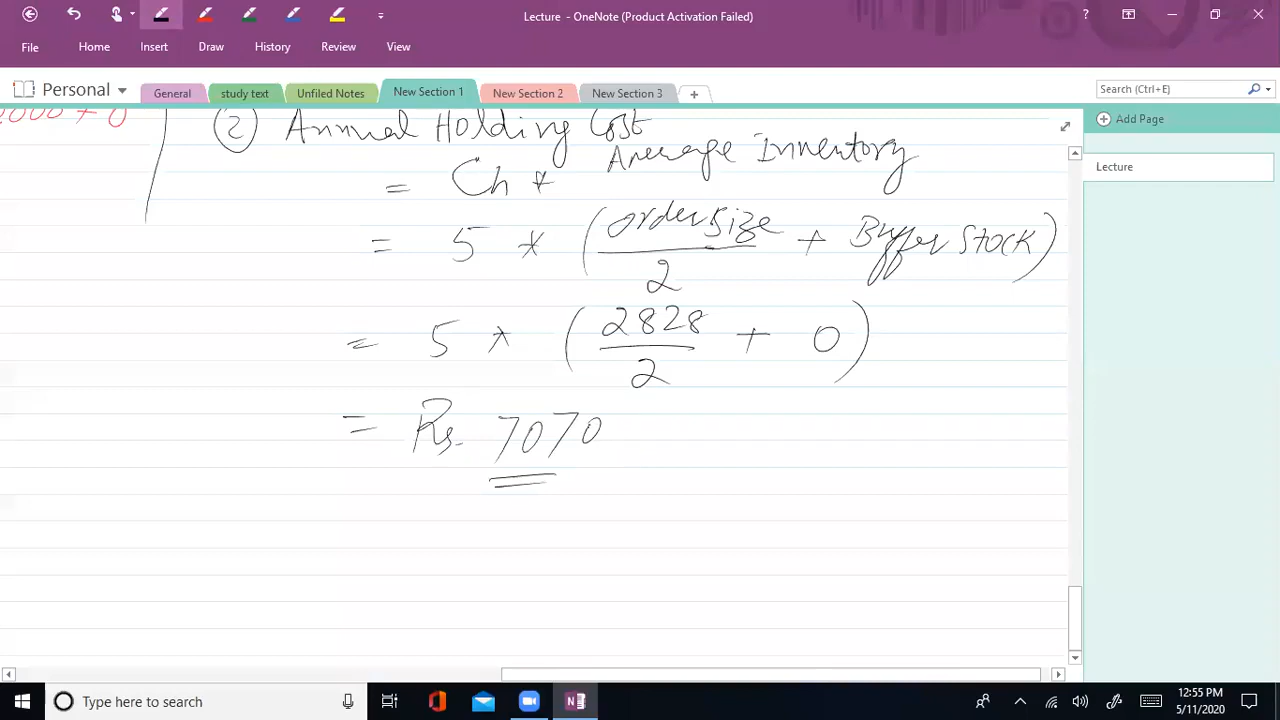 Lecture - OneNote (Product Activation Failed)
File Home Insert Draw History Review View
Personal General study text Unfiled Notes New Section 1 New Section 2 New Section 3 Search (Ctrl+E)
Add Page
Lecture
000 + 0
(2) Annual Holding Cost
= Ch * Average Inventory
= 5 * (order size / 2 + Buffer Stock)
= 5 * (2828 / 2 + 0)
= Rs. 7070
Type here to search
12:55 PM
5/11/2020